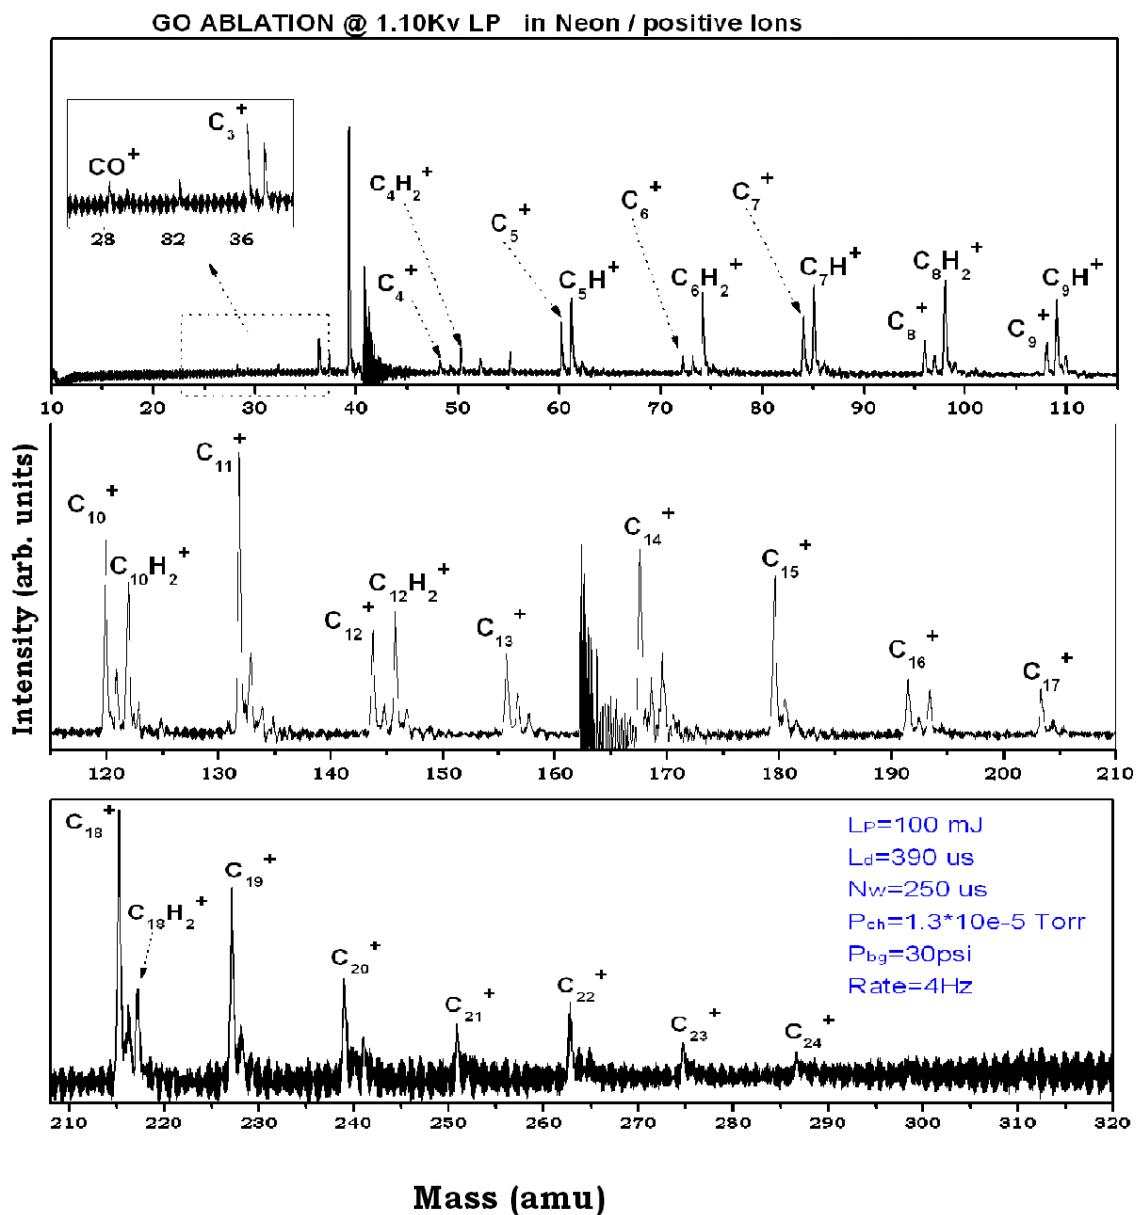 GO ABLATION @ 1.10Kv LP in Neon / positive Ions
CO+
C3+
28 32 36
C4H2+
C4+
C5+
C5H+
C6+
C6H2+
C7+
C7H+
C8+
C8H2+
C9+
C9H+
10 20 30 40 50 60 70 80 90 100 110
Intensity (arb. units)
C10+
C10H2+
C11+
C12+
C12H2+
C13+
C14+
C15+
C16+
C17+
120 130 140 150 160 170 180 190 200 210
C18+
C18H2+
C19+
C20+
C21+
C22+
C23+
C24+
LP=100 mJ
Ld=390 us
Nw=250 us
Pch=1.3*10e-5 Torr
Pbg=30psi
Rate=4Hz
210 220 230 240 250 260 270 280 290 300 310 320
Mass (amu)